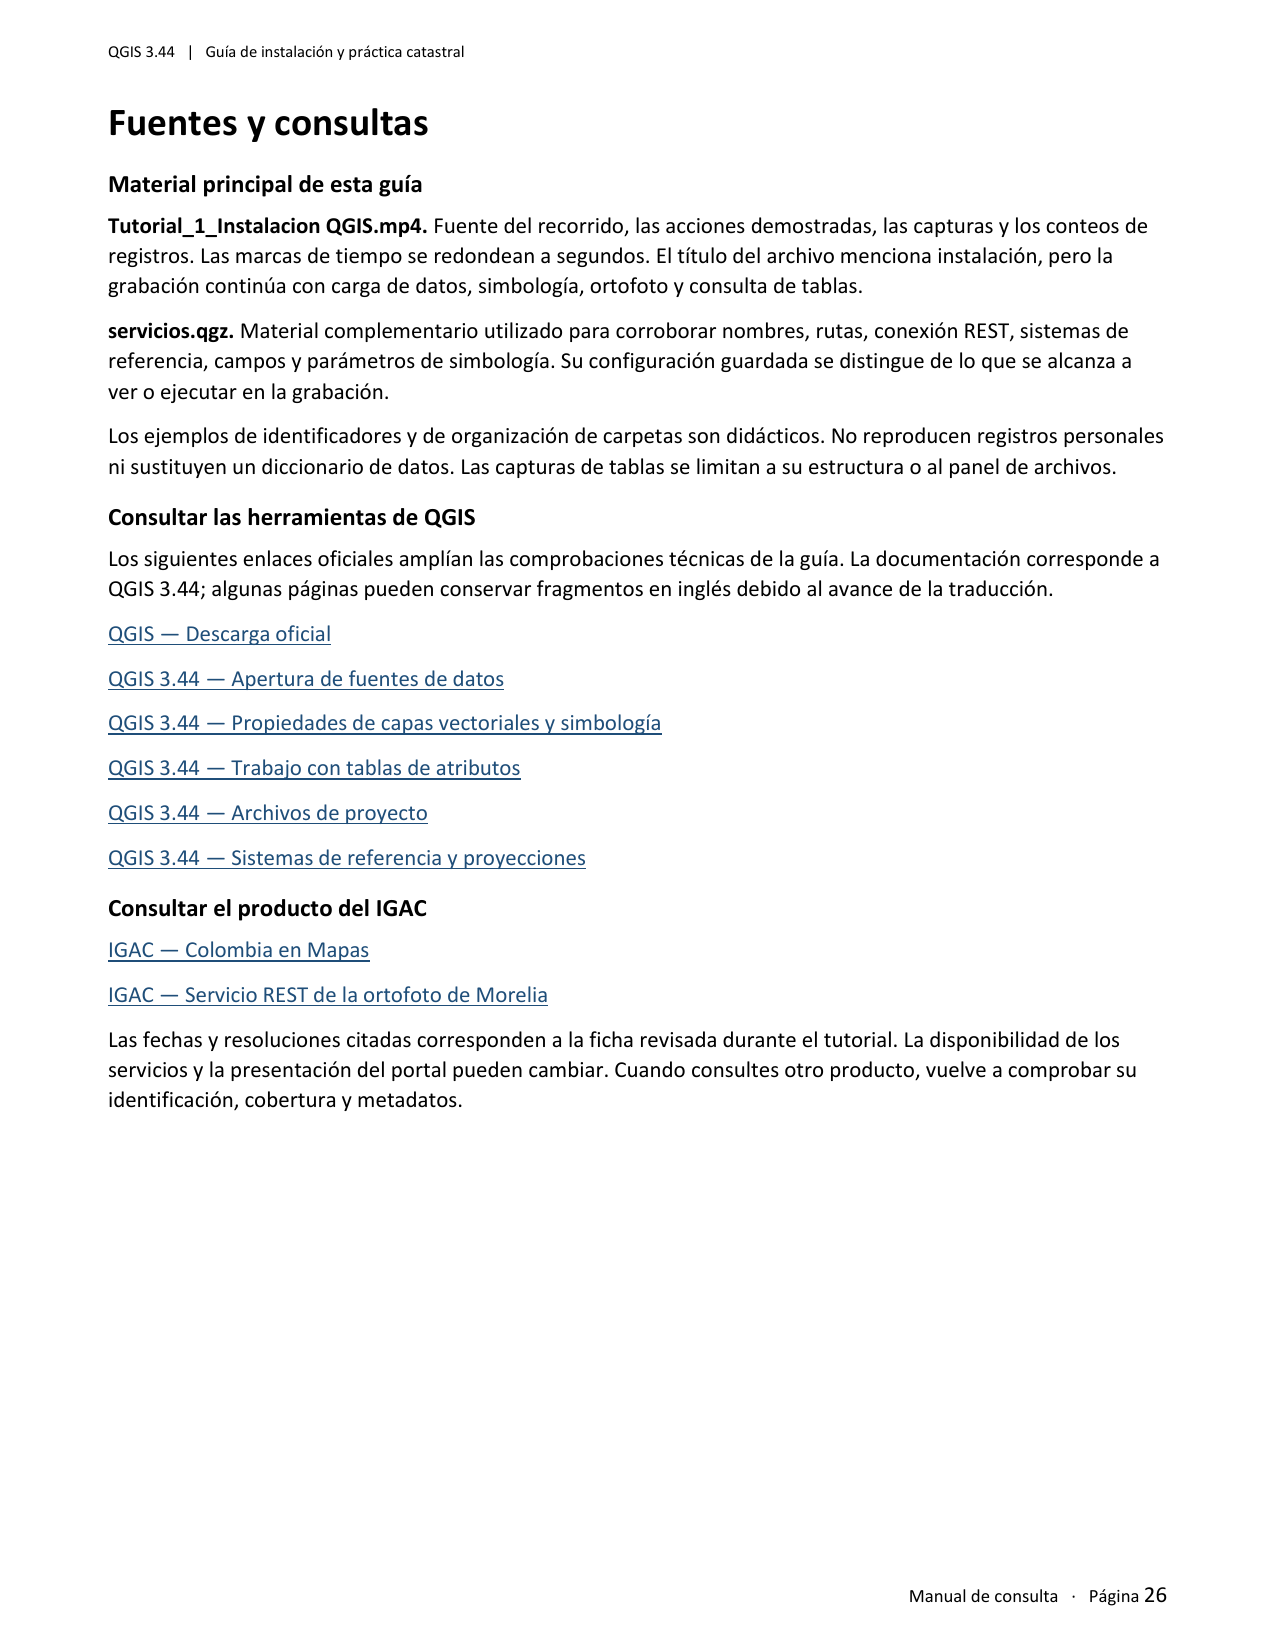 QGIS 3.44 | Guía de instalación y práctica catastral
Fuentes y consultas
Material principal de esta guía
Tutorial_1_Instalacion QGIS.mp4. Fuente del recorrido, las acciones demostradas, las capturas y los conteos de
registros. Las marcas de tiempo se redondean a segundos. El título del archivo menciona instalación, pero la
grabación continúa con carga de datos, simbología, ortofoto y consulta de tablas.
servicios.qgz. Material complementario utilizado para corroborar nombres, rutas, conexión REST, sistemas de
referencia, campos y parámetros de simbología. Su configuración guardada se distingue de lo que se alcanza a
ver o ejecutar en la grabación.
Los ejemplos de identificadores y de organización de carpetas son didácticos. No reproducen registros personales
ni sustituyen un diccionario de datos. Las capturas de tablas se limitan a su estructura o al panel de archivos.
Consultar las herramientas de QGIS
Los siguientes enlaces oficiales amplían las comprobaciones técnicas de la guía. La documentación corresponde a
QGIS 3.44; algunas páginas pueden conservar fragmentos en inglés debido al avance de la traducción.
QGIS — Descarga oficial
QGIS 3.44 — Apertura de fuentes de datos
QGIS 3.44 — Propiedades de capas vectoriales y simbología
QGIS 3.44 — Trabajo con tablas de atributos
QGIS 3.44 — Archivos de proyecto
QGIS 3.44 — Sistemas de referencia y proyecciones
Consultar el producto del IGAC
IGAC — Colombia en Mapas
IGAC — Servicio REST de la ortofoto de Morelia
Las fechas y resoluciones citadas corresponden a la ficha revisada durante el tutorial. La disponibilidad de los
servicios y la presentación del portal pueden cambiar. Cuando consultes otro producto, vuelve a comprobar su
identificación, cobertura y metadatos.
Manual de consulta · Página 26